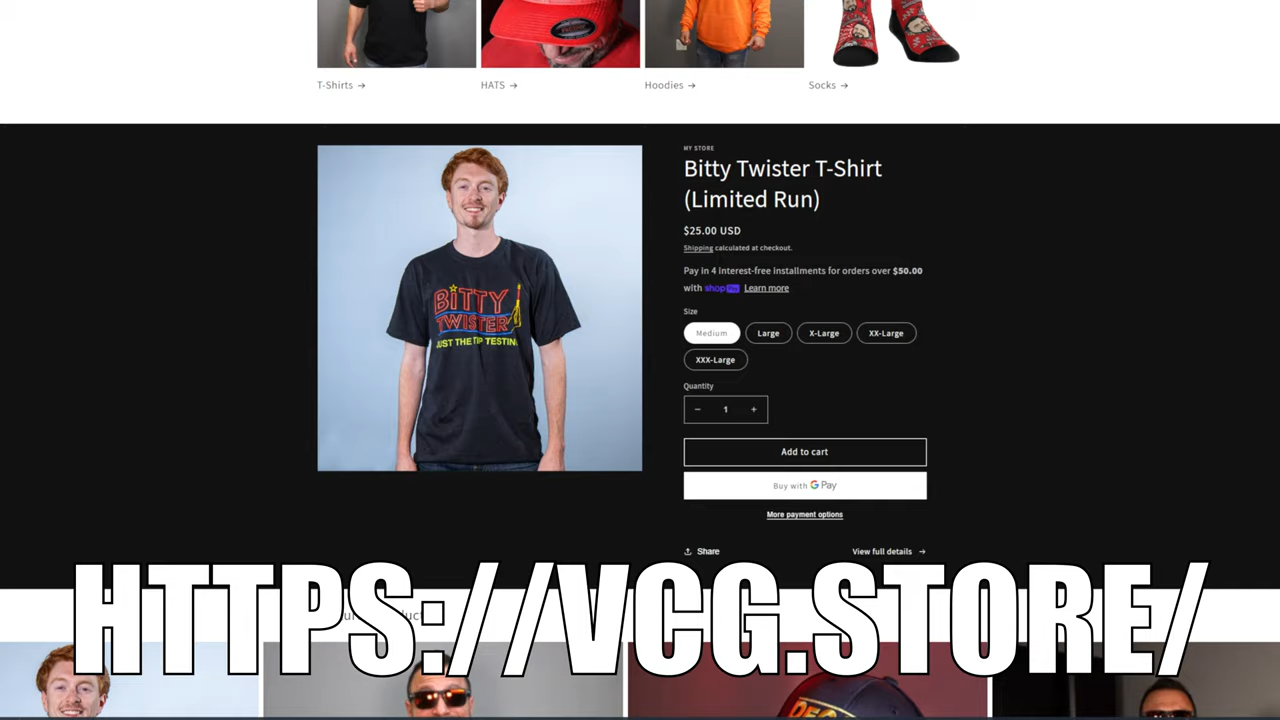 T-Shirts →
HATS →
Hoodies →
Socks →
MY STORE
Bitty Twister T-Shirt
(Limited Run)
$25.00 USD
Shipping calculated at checkout.
Pay in 4 interest-free installments for orders over $50.00
with shop Pay Learn more
BITTY
TWISTER
JUST THE TIP TESTING
Size
Medium
Large
X-Large
XX-Large
XXX-Large
Quantity
− 1 +
Add to cart
Buy with G Pay
More payment options
Share
View full details →
HTTPS://VCG.STORE/